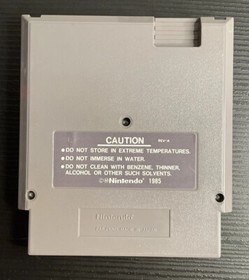 CAUTION
•DO NOT STORE IN EXTREME TEMPERATURES.
•DO NOT IMMERSE IN WATER.
•DO NOT CLEAN WITH BENZENE, THINNER,
ALCOHOL OR OTHER SUCH SOLVENTS.
©®Nintendo® 1985
Nintendo